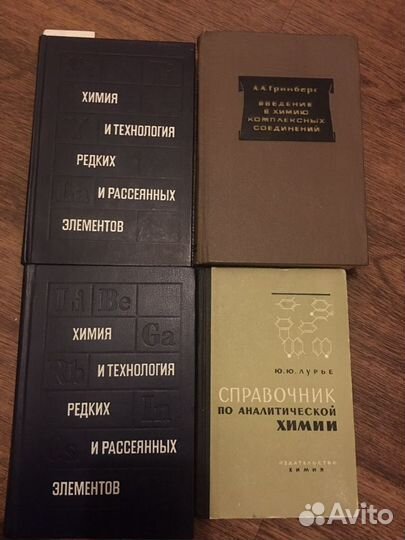 ХИМИЯ
И ТЕХНОЛОГИЯ
РЕДКИХ
И РАССЕЯННЫХ
ЭЛЕМЕНТОВ
А.А.Гринберг
ВВЕДЕНИЕ
В ХИМИЮ
КОМПЛЕКСНЫХ
СОЕДИНЕНИЙ
Li Be
ХИМИЯ
Ga
И ТЕХНОЛОГИЯ
РЕДКИХ
In
И РАССЕЯННЫХ
ЭЛЕМЕНТОВ
Ю.Ю.ЛУРЬЕ
СПРАВОЧНИК
ПО АНАЛИТИЧЕСКОЙ
ХИМИИ
ИЗДАТЕЛЬСТВО
ХИМИЯ
Avito